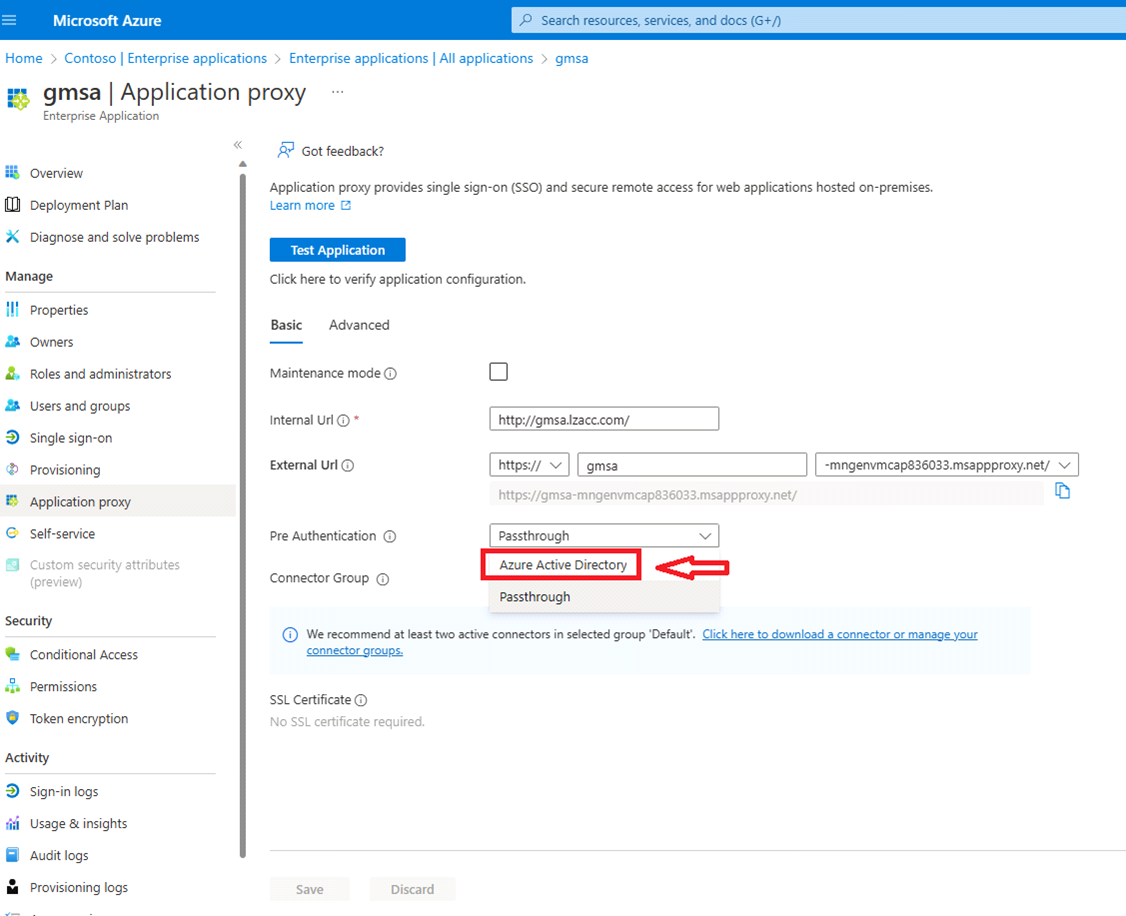 Microsoft Azure
Search resources, services, and docs (G+/)
Home > Contoso | Enterprise applications > Enterprise applications | All applications > gmsa
gmsa | Application proxy ...
Enterprise Application
«
Got feedback?
Overview
Deployment Plan
Diagnose and solve problems
Manage
Properties
Owners
Roles and administrators
Users and groups
Single sign-on
Provisioning
Application proxy
Self-service
Custom security attributes
(preview)
Security
Conditional Access
Permissions
Token encryption
Activity
Sign-in logs
Usage & insights
Audit logs
Provisioning logs
Application proxy provides single sign-on (SSO) and secure remote access for web applications hosted on-premises.
Learn more
Test Application
Click here to verify application configuration.
Basic Advanced
Maintenance mode
Internal Url * http://gmsa.lzacc.com/
External Url https:// gmsa -mngenvmcap836033.msappproxy.net/
https://gmsa-mngenvmcap836033.msappproxy.net/
Pre Authentication Passthrough
Azure Active Directory
Connector Group
Passthrough
We recommend at least two active connectors in selected group 'Default'. Click here to download a connector or manage your
connector groups.
SSL Certificate
No SSL certificate required.
Save Discard